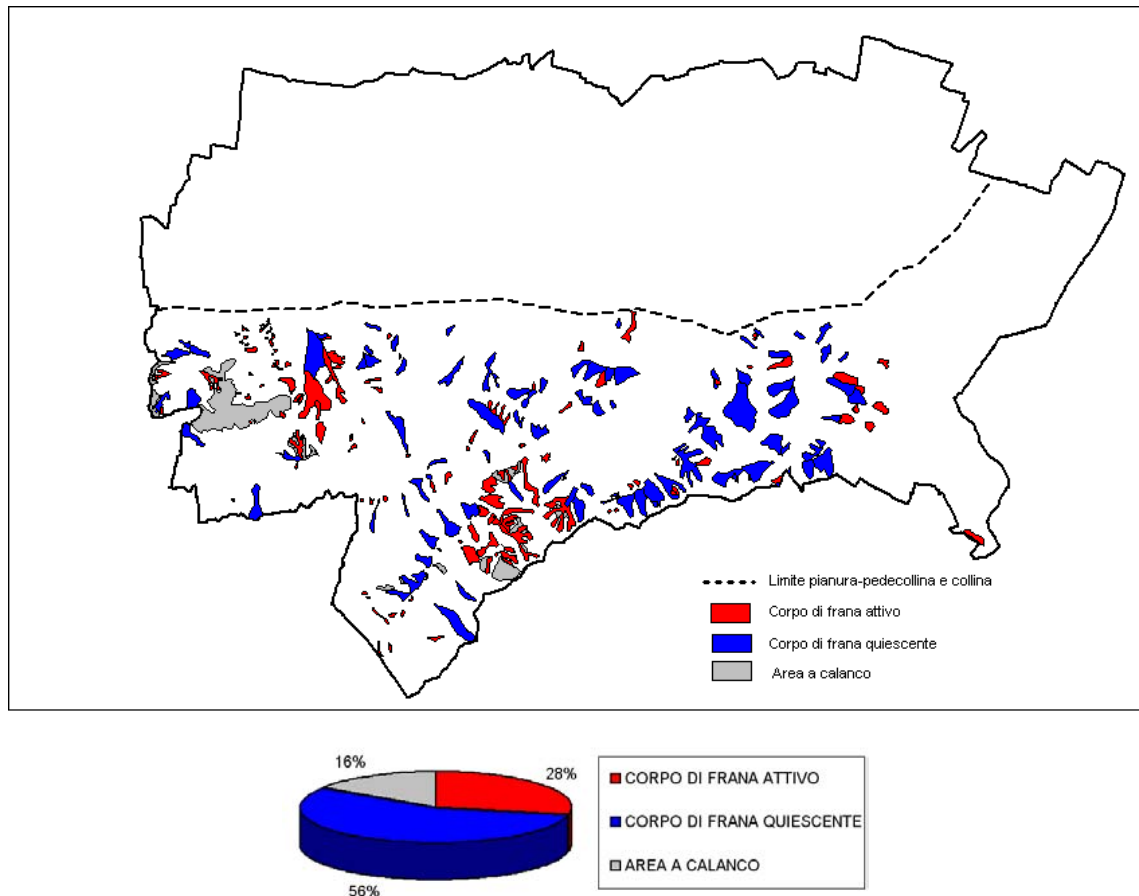 Limite pianura-pedecollina e collina
Corpo di frana attivo
Corpo di frana quiescente
Area a calanco
16%
28%
56%
CORPO DI FRANA ATTIVO
CORPO DI FRANA QUIESCENTE
AREA A CALANCO